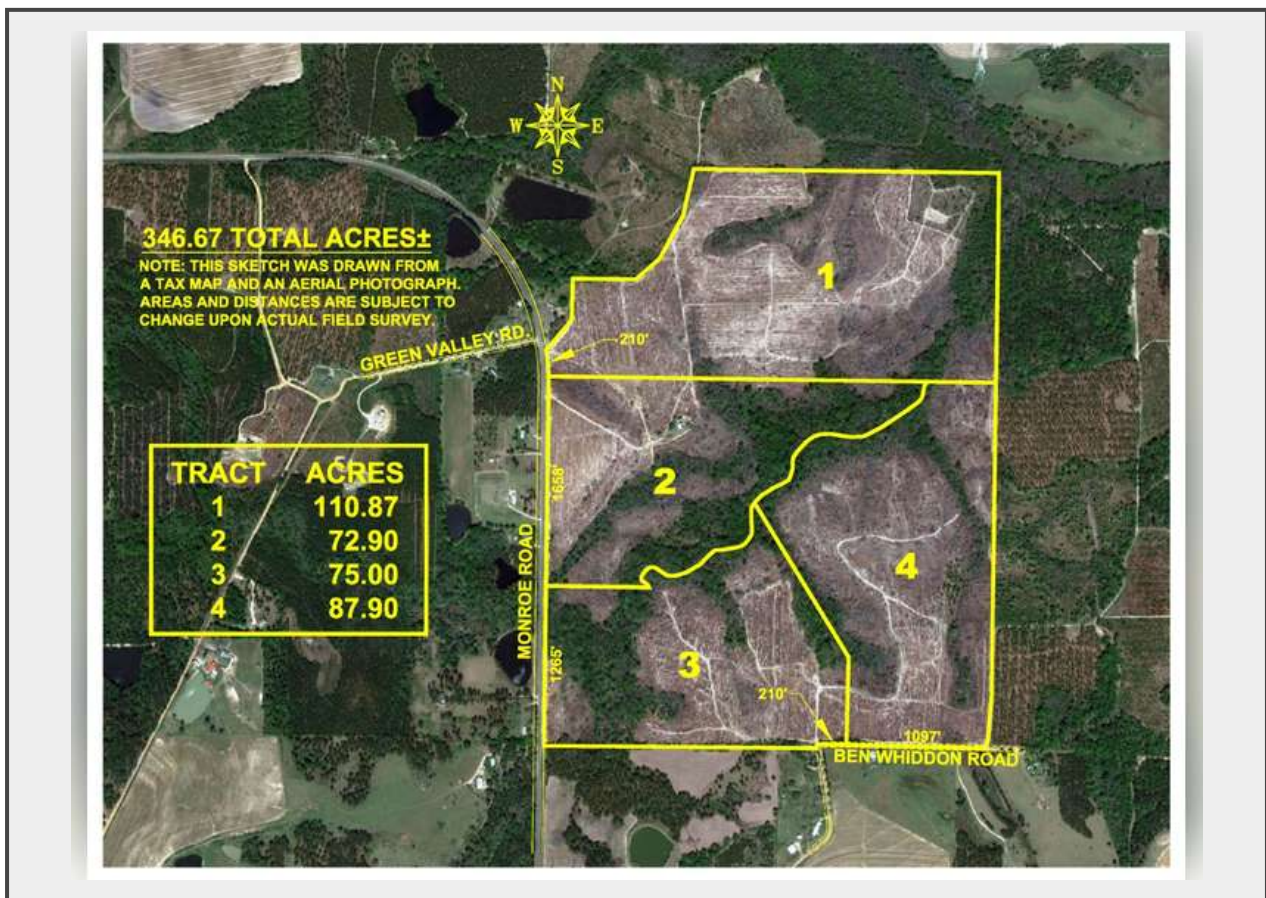 N
W E
S
346.67 TOTAL ACRES±
NOTE: THIS SKETCH WAS DRAWN FROM
A TAX MAP AND AN AERIAL PHOTOGRAPH.
AREAS AND DISTANCES ARE SUBJECT TO
CHANGE UPON ACTUAL FIELD SURVEY.
1
210'
GREEN VALLEY RD.
TRACT ACRES
1 110.87
2 72.90
3 75.00
4 87.90
2
1658'
MONROE ROAD
4
3
1265'
210'
1097'
BEN WHIDDON ROAD